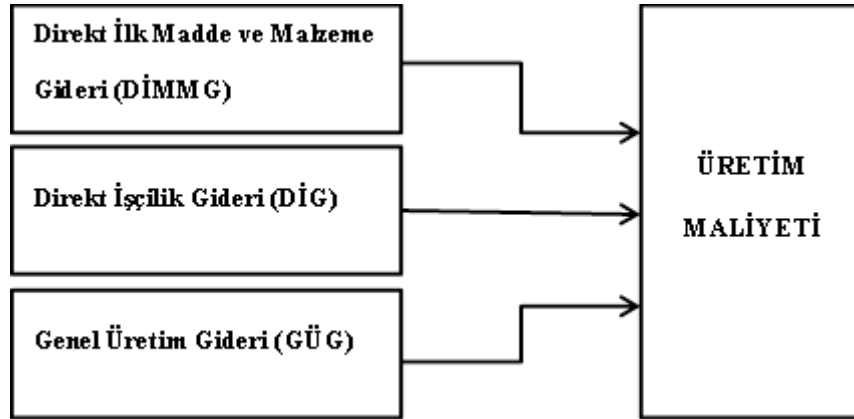 Direkt İlk Madde ve Malzeme
Gideri (DİMMG)
Direkt İşçilik Gideri (DİG)
Genel Üretim Gideri (GÜG)
ÜRETİM
MALİYETİ